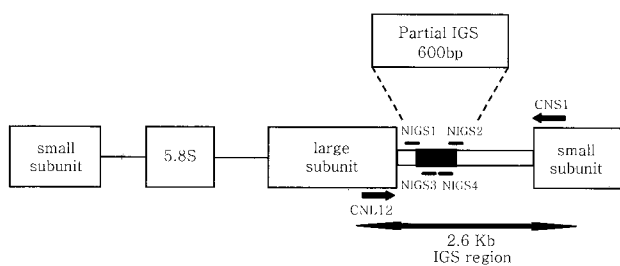 Partial IGS
600bp
CNS1
NIGS1
NIGS2
small
subunit
5.8S
large
subunit
small
subunit
NIGS3
NIGS4
CNL12
2.6 Kb
IGS region